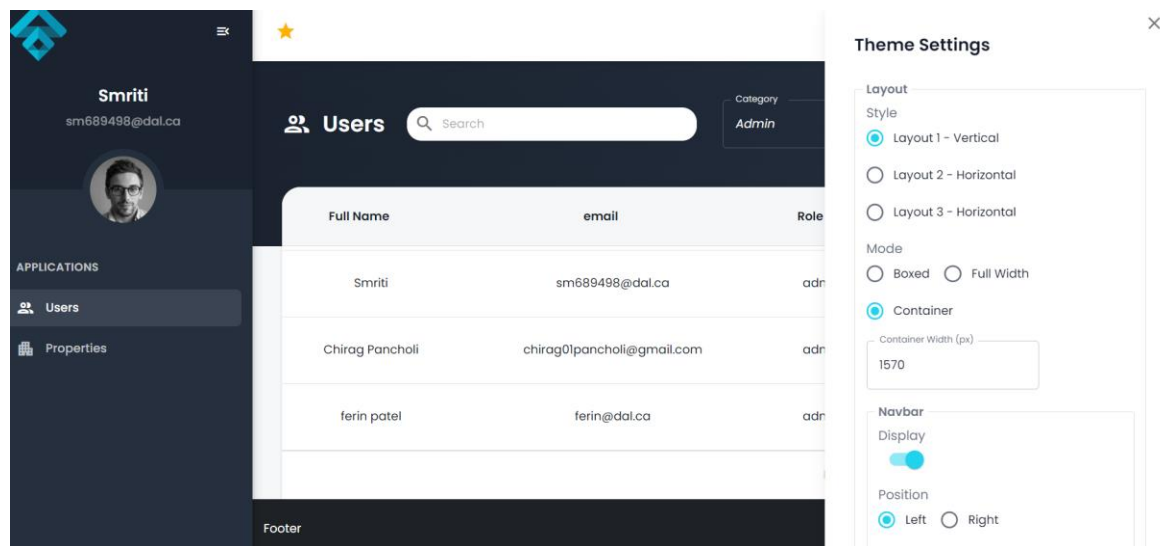 Smriti
sm689498@dal.ca
APPLICATIONS
Users
Properties
Users
Search
Category
Admin
Full Name email Role
Smriti sm689498@dal.ca adn
Chirag Pancholi chirag01pancholi@gmail.com adn
ferin patel ferin@dal.ca adn
Footer
Theme Settings
Layout
Style
Layout 1 - Vertical
Layout 2 - Horizontal
Layout 3 - Horizontal
Mode
Boxed Full Width
Container
Container Width (px)
1570
Navbar
Display
Position
Left Right